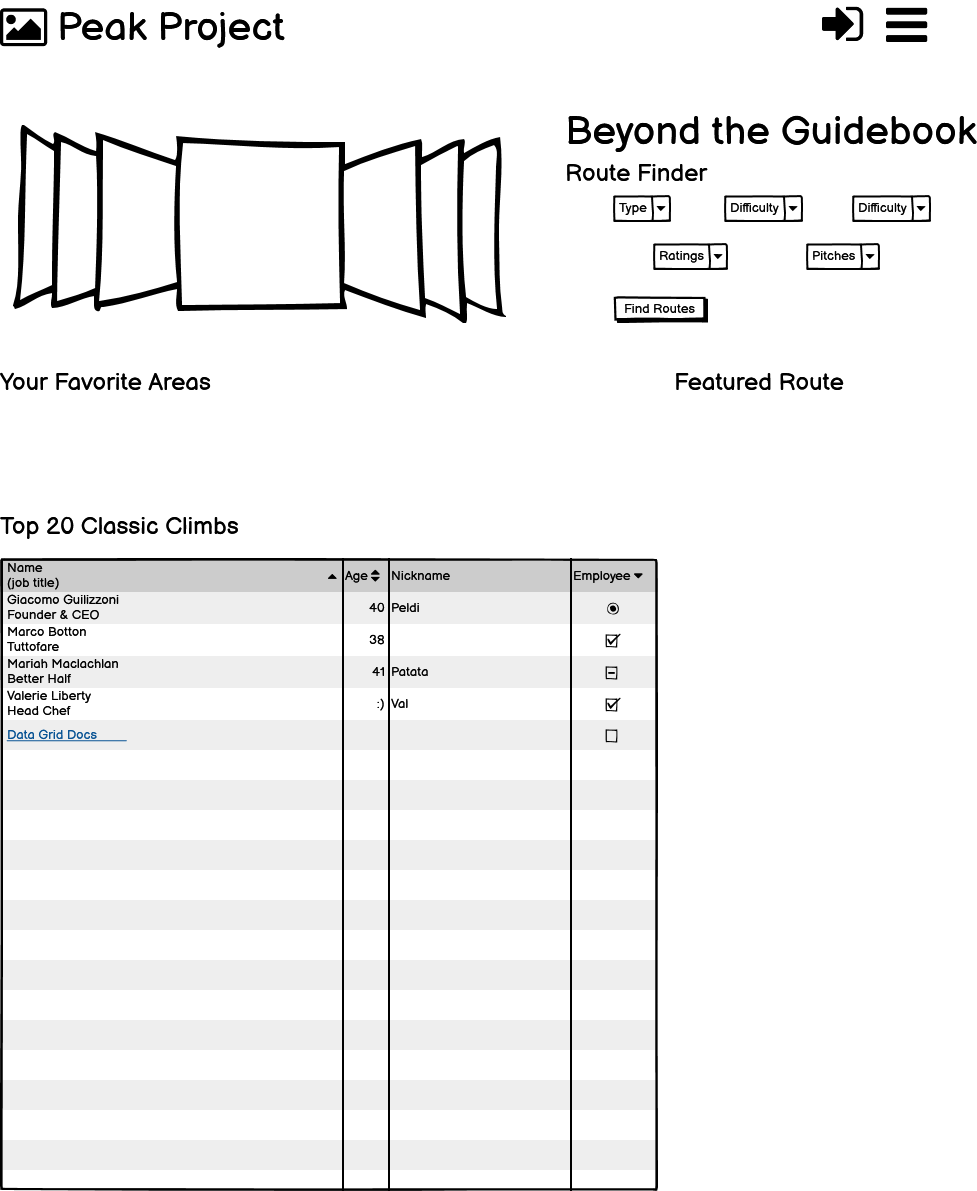 Peak Project
Beyond the Guidebook
Route Finder
Type Difficulty Difficulty
Ratings Pitches
Find Routes
Your Favorite Areas Featured Route
Top 20 Classic Climbs
Name
(job title) Age Nickname Employee
Giacomo Guilizzoni
Founder & CEO 40 Peldi
Marco Botton
Tuttofare 38
Mariah Maclachlan
Better Half 41 Patata
Valerie Liberty
Head Chef :) Val
Data Grid Docs